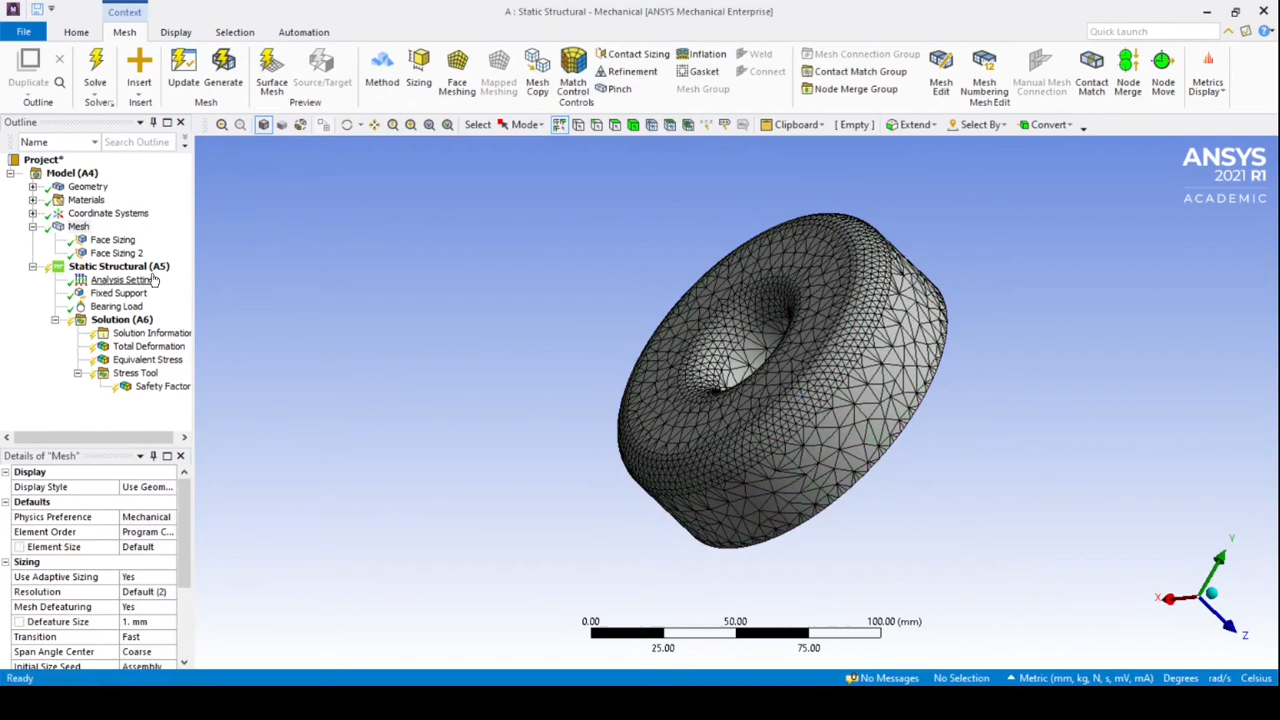 Context
A : Static Structural - Mechanical [ANSYS Mechanical Enterprise]
File Home Mesh Display Selection Automation
Quick Launch
Duplicate
Outline
Solve
Solver
Insert
Insert
Update Generate
Mesh
Surface Mesh
Source/Target
Preview
Method Sizing
Face Meshing
Mapped Meshing
Mesh Copy
Match Control
Controls
Contact Sizing
Refinement
Pinch
Inflation
Gasket
Mesh Group
Weld
Connect
Mesh Connection Group
Contact Match Group
Node Merge Group
Mesh Edit
Mesh Numbering
Manual Mesh Connection
Contact Match
Node Merge
Node Move
Mesh Edit
Metrics Display
Outline
Name Search Outline
Select Mode Clipboard [ Empty ] Extend Select By Convert
Project*
Model (A4)
Geometry
Materials
Coordinate Systems
Mesh
Face Sizing
Face Sizing 2
Static Structural (A5)
Fixed Support
Bearing Load
Solution (A6)
Solution Information
Total Deformation
Equivalent Stress
Stress Tool
Safety Factor
ANSYS
2021 R1
ACADEMIC
Details of "Mesh"
Display
Display Style Use Geom...
Defaults
Physics Preference Mechanical
Element Order Program C...
Element Size Default
Sizing
Use Adaptive Sizing Yes
Resolution Default (2)
Mesh Defeaturing Yes
Defeature Size 1. mm
Transition Fast
Span Angle Center Coarse
Initial Size Seed Assembly
0.00 50.00 100.00 (mm)
25.00 75.00
Y
X
Z
Ready
No Messages No Selection Metric (mm, kg, N, s, mV, mA) Degrees rad/s Celsius